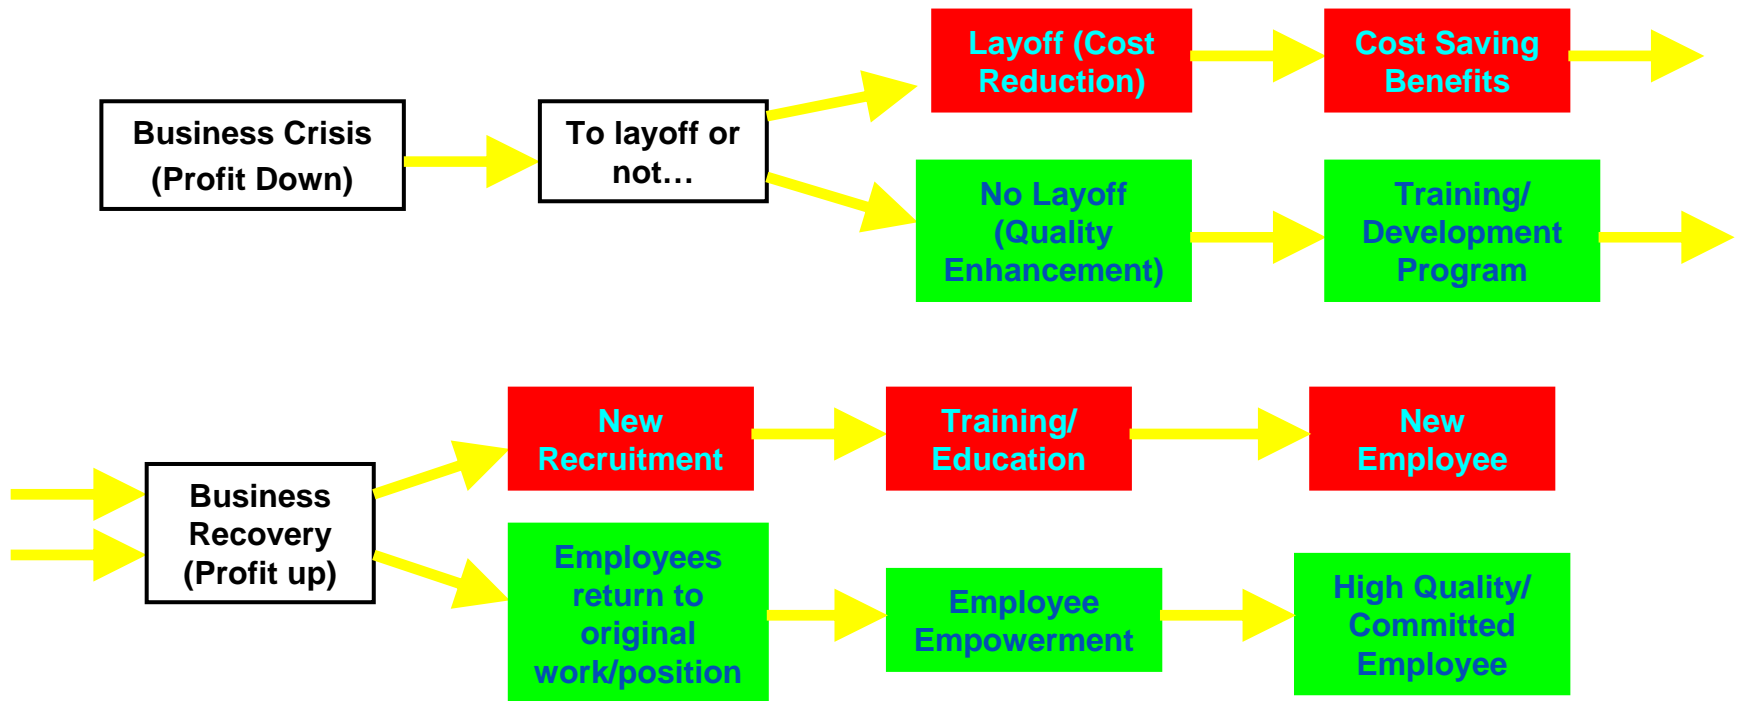 Business Crisis
(Profit Down)
To layoff or
not…
Layoff (Cost
Reduction)
Cost Saving
Benefits
No Layoff
(Quality
Enhancement)
Training/
Development
Program
Business
Recovery
(Profit up)
New
Recruitment
Training/
Education
New
Employee
Employees
return to
original
work/position
Employee
Empowerment
High Quality/
Committed
Employee